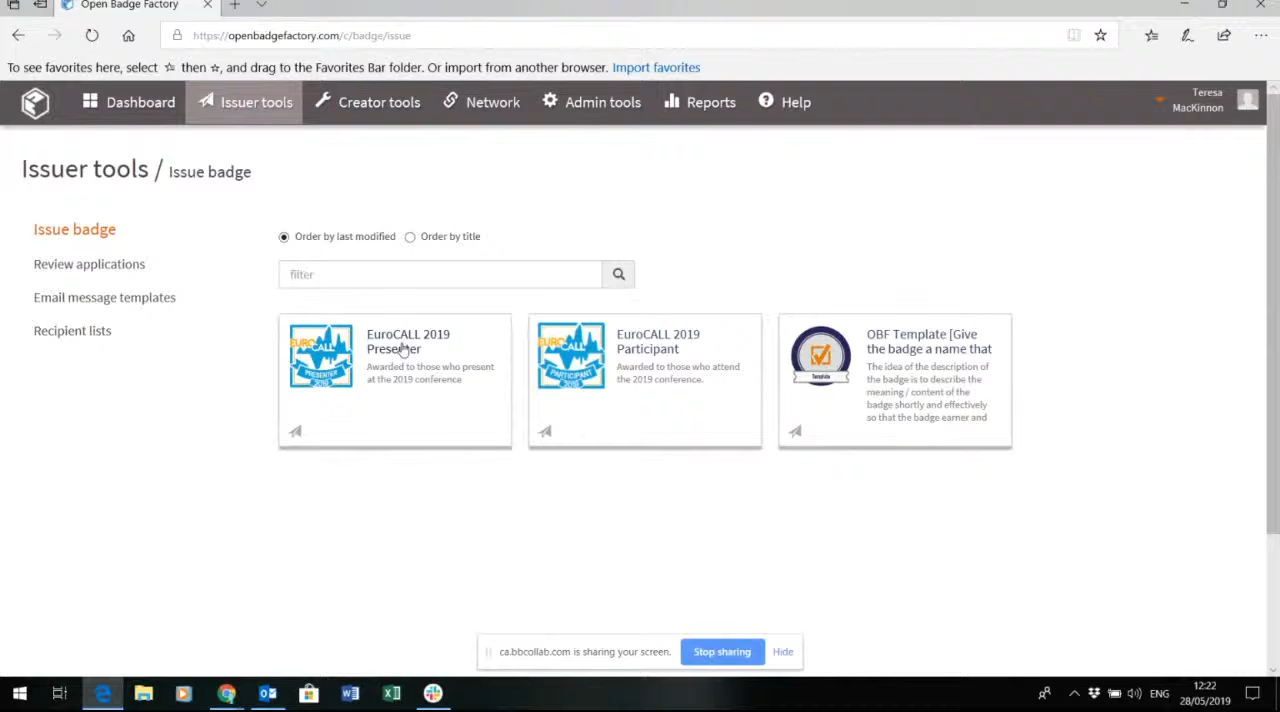 Open Badge Factory
https://openbadgefactory.com/c/badge/issue
To see favorites here, select ☆ then ☆, and drag to the Favorites Bar folder. Or import from another browser. Import favorites
Dashboard Issuer tools Creator tools Network Admin tools Reports Help
Teresa
MacKinnon
Issuer tools / Issue badge
Issue badge
Review applications
Email message templates
Recipient lists
Order by last modified Order by title
filter
EuroCALL 2019
Presenter
Awarded to those who present
at the 2019 conference
EUROCALL
PRESENTER
2019
EuroCALL 2019
Participant
Awarded to those who attend
the 2019 conference.
EUROCALL
PARTICIPANT
2019
OBF Template [Give
the badge a name that
The idea of the description of
the badge is to describe the
meaning / content of the
badge shortly and effectively
so that the badge earner and
Template
ca.bbcollab.com is sharing your screen. Stop sharing Hide
ENG
12:22
28/05/2019